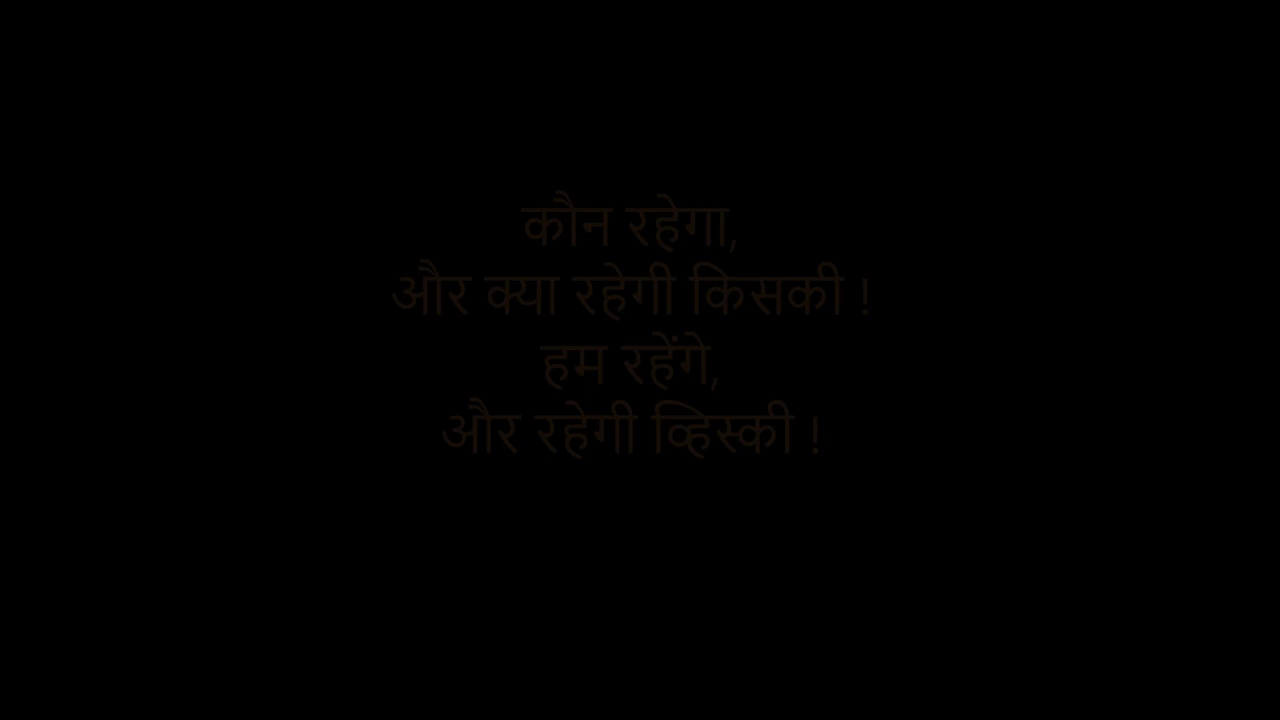 कौन रहेगा,
और क्या रहेगी किसकी !
हम रहेंगे,
और रहेगी व्हिस्की !